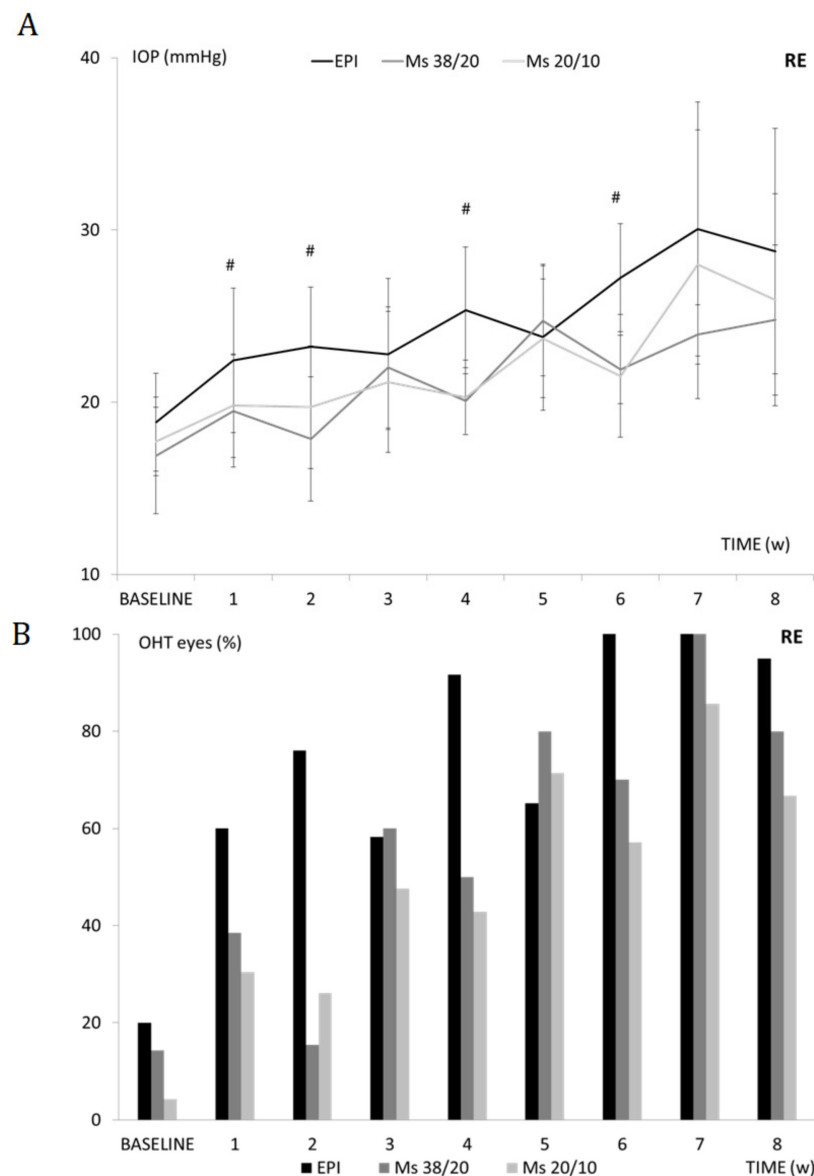 A
IOP (mmHg)
RE
EPI Ms 38/20 Ms 20/10
40
#
#
#
#
30
20
10
TIME (w)
BASELINE 1 2 3 4 5 6 7 8
B
OHT eyes (%)
RE
100
80
60
40
20
0
BASELINE 1 2 3 4 5 6 7 8
EPI Ms 38/20 Ms 20/10 TIME (w)